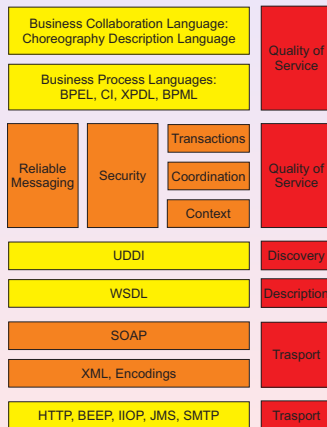 Business Collaboration Language:
Choreography Description Language
Quality of
Service
Business Process Languages:
BPEL, CI, XPDL, BPML
Reliable
Messaging
Security
Transactions
Coordination
Context
Quality of
Service
UDDI
Discovery
WSDL
Description
SOAP
XML, Encodings
Trasport
HTTP, BEEP, IIOP, JMS, SMTP
Trasport